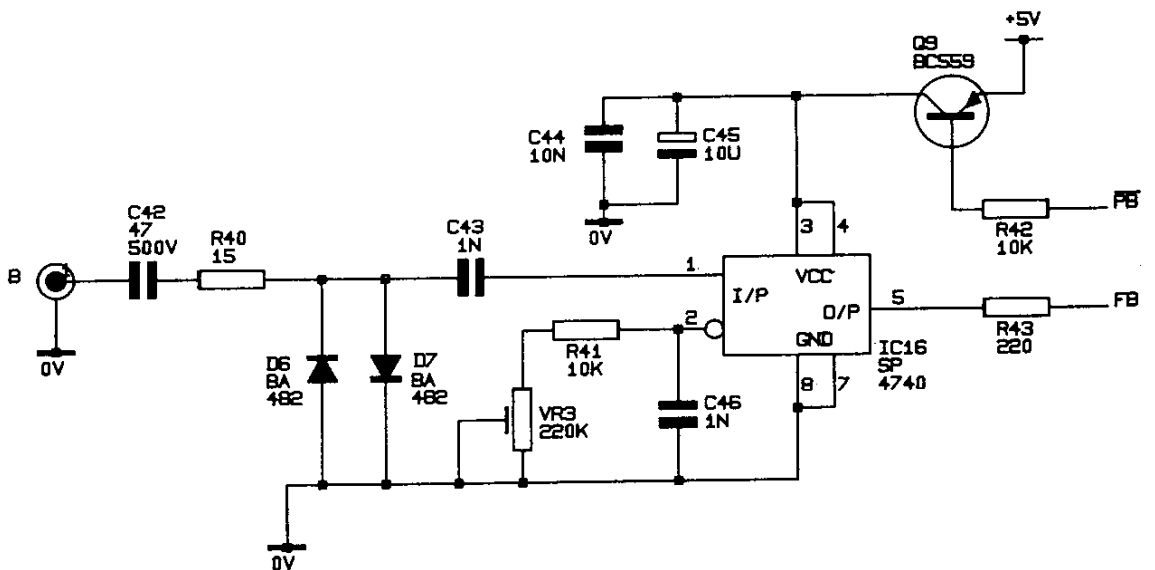 +5V
Q9
BC559
C44
10N
C45
10U
0V
PB
R42
10K
C42
47
500V
R40
15
C43
1N
B
1
0V
1
2
3
4
VCC
I/P
O/P
GND
5
8
7
IC16
SP
4740
FB
R43
220
R41
10K
D6
BA
482
D7
BA
482
VR3
220K
C46
1N
0V